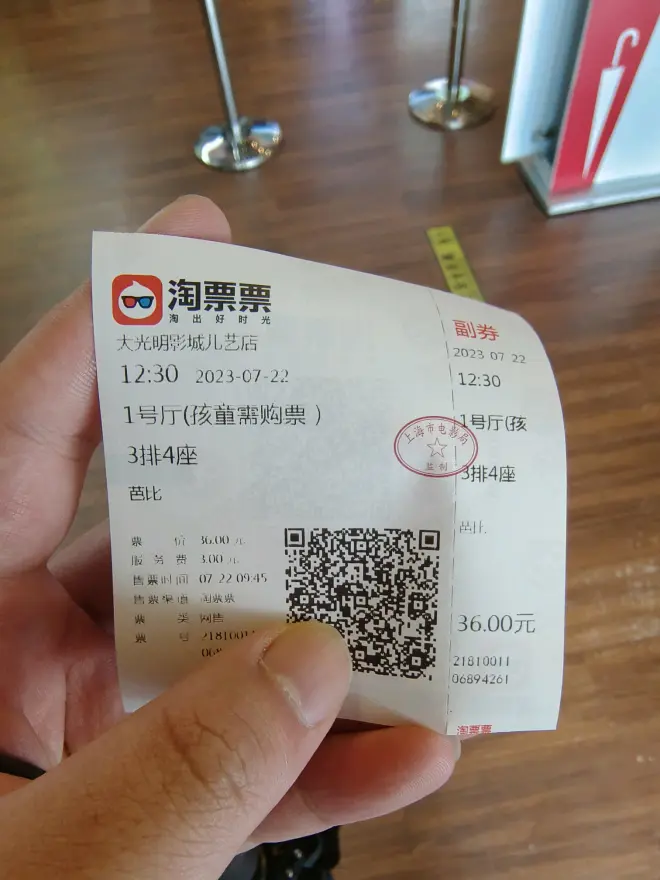 淘票票
淘出好时光
大光明影城儿艺店
12:30 2023-07-22
1号厅(孩童需购票 )
3排4座
芭比
票 价 36.00 元
服 务 费 3.00 元
售票时间 07-22 09:45
售票渠道 淘票票
票 类 网售
票 号 21810011
上海市电影局
监制
副券
2023 07 22
12:30
1号厅(孩
3排4座
芭比
36.00元
21810011
06894261
淘票票